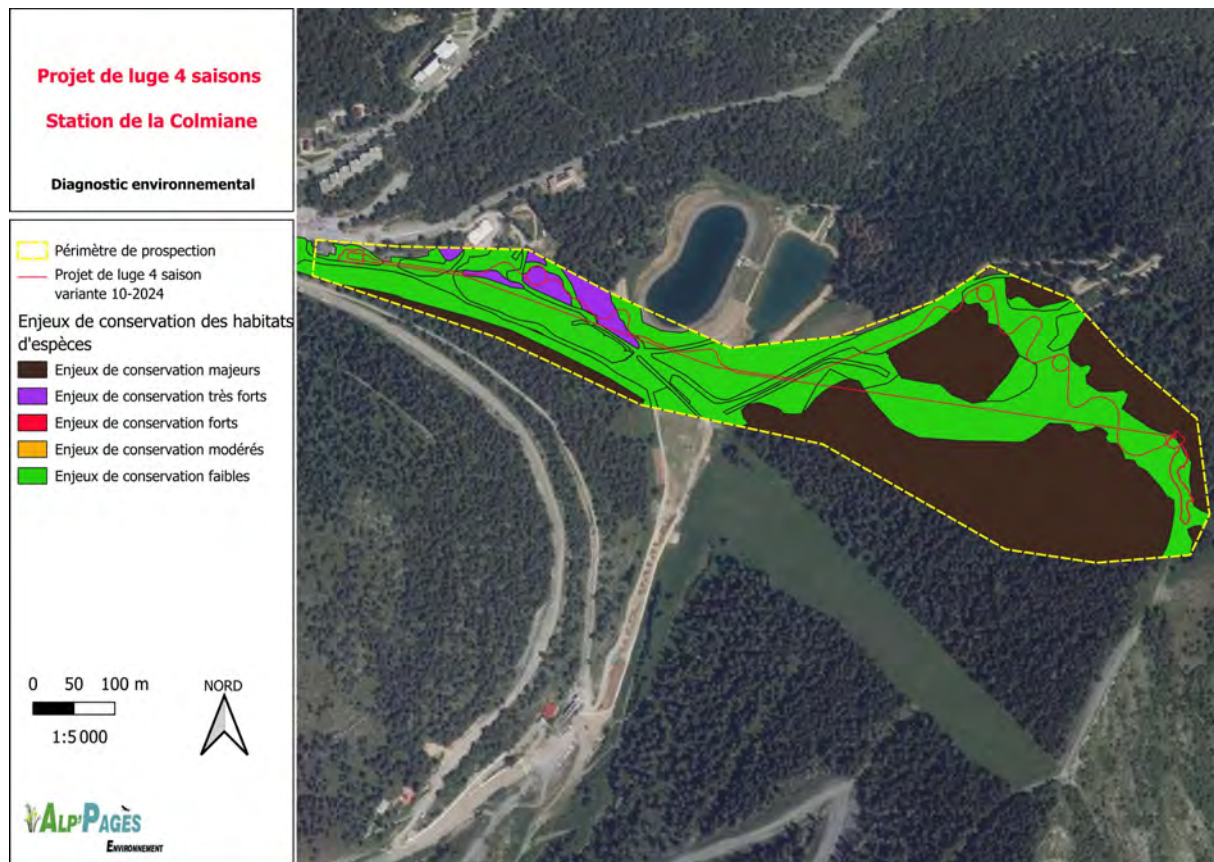 Projet de luge 4 saisons
Station de la Colmiane
Diagnostic environnemental
Périmètre de prospection
Projet de luge 4 saison
variante 10-2024
Enjeux de conservation des habitats
d'espèces
Enjeux de conservation majeurs
Enjeux de conservation très forts
Enjeux de conservation forts
Enjeux de conservation modérés
Enjeux de conservation faibles
0 50 100 m
1:5 000
NORD
ALP'PAGÈS
ENVIRONNEMENT